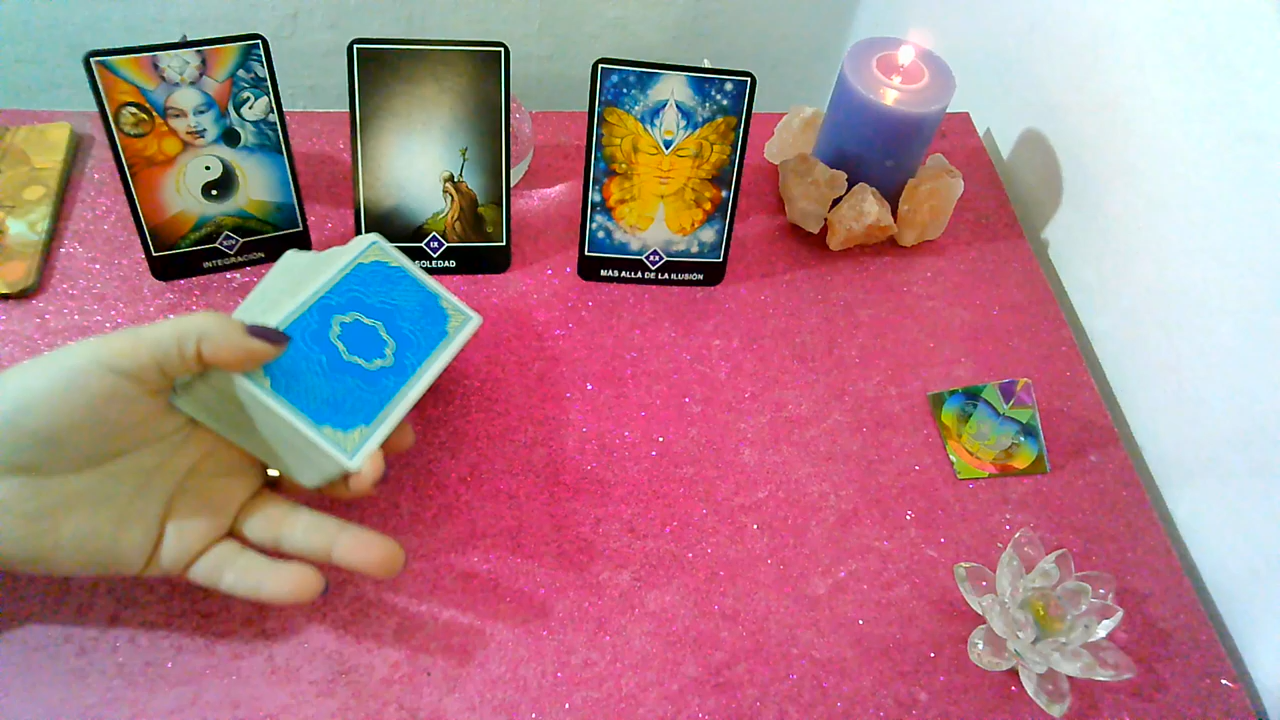 XIV
INTEGRACIÓN
IX
SOLEDAD
XX
MÁS ALLÁ DE LA ILUSIÓN